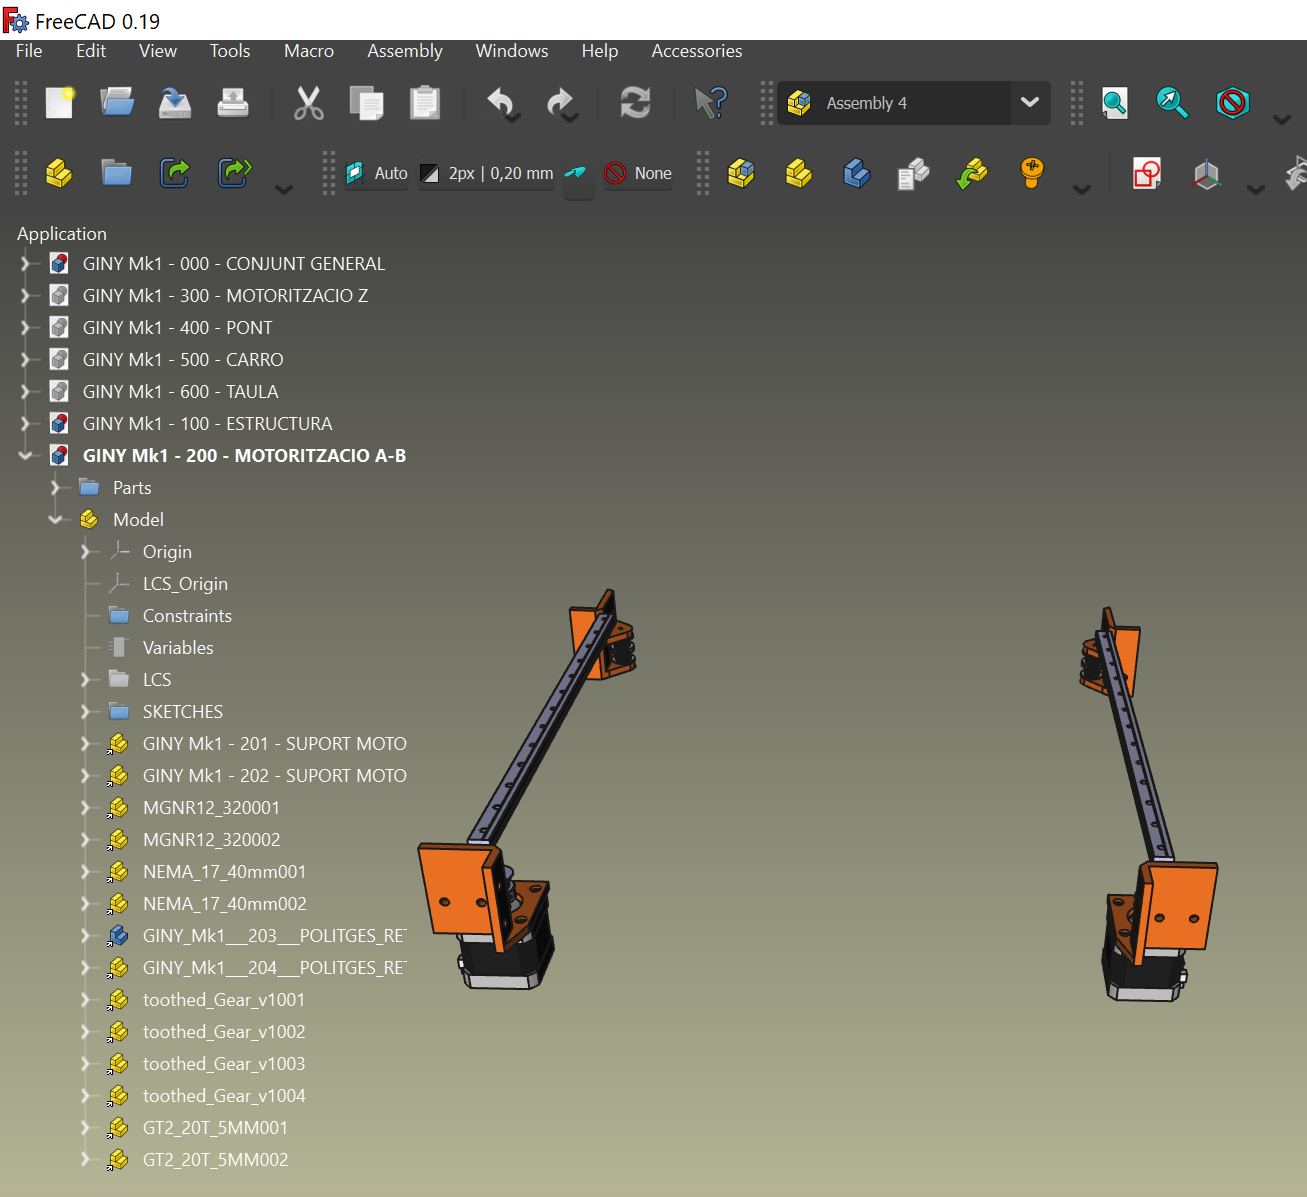 FreeCAD 0.19
File Edit View Tools Macro Assembly Windows Help Accessories
Assembly 4
Auto 2px | 0,20 mm None
Application
GINY Mk1 - 000 - CONJUNT GENERAL
GINY Mk1 - 300 - MOTORITZACIO Z
GINY Mk1 - 400 - PONT
GINY Mk1 - 500 - CARRO
GINY Mk1 - 600 - TAULA
GINY Mk1 - 100 - ESTRUCTURA
GINY Mk1 - 200 - MOTORITZACIO A-B
Parts
Model
Origin
LCS_Origin
Constraints
Variables
LCS
SKETCHES
GINY Mk1 - 201 - SUPORT MOTO
GINY Mk1 - 202 - SUPORT MOTO
MGNR12_320001
MGNR12_320002
NEMA_17_40mm001
NEMA_17_40mm002
GINY_Mk1___203___POLITGES_RET
GINY_Mk1___204___POLITGES_RET
toothed_Gear_v1001
toothed_Gear_v1002
toothed_Gear_v1003
toothed_Gear_v1004
GT2_20T_5MM001
GT2_20T_5MM002